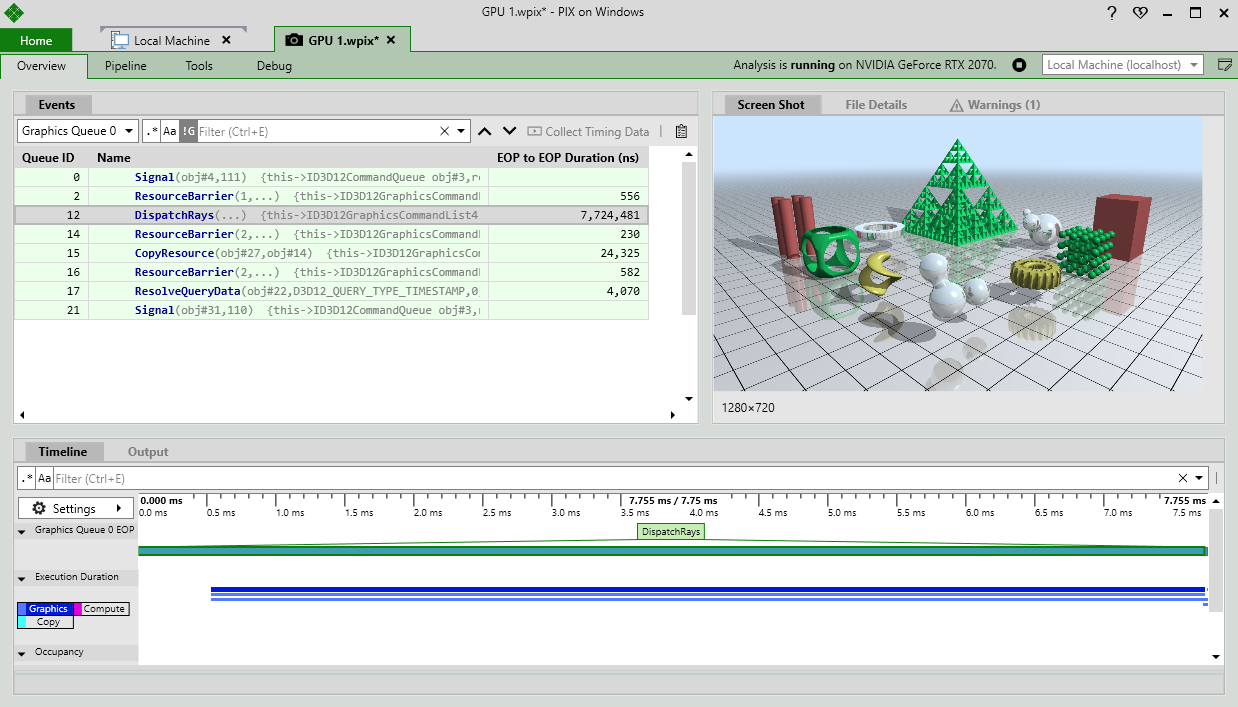 GPU 1.wpix* - PIX on Windows
Home
Local Machine
GPU 1.wpix*
Overview Pipeline Tools Debug
Analysis is running on NVIDIA GeForce RTX 2070.
Local Machine (localhost)
Events
Graphics Queue 0 .* Aa !G Filter (Ctrl+E) Collect Timing Data
Queue ID Name EOP to EOP Duration (ns)
0 Signal(obj#4,111) {this->ID3D12CommandQueue obj#3,re
2 ResourceBarrier(1,...) {this->ID3D12GraphicsCommand 556
12 DispatchRays(...) {this->ID3D12GraphicsCommandList4 7,724,481
14 ResourceBarrier(2,...) {this->ID3D12GraphicsCommand 230
15 CopyResource(obj#27,obj#14) {this->ID3D12GraphicsCo 24,325
16 ResourceBarrier(2,...) {this->ID3D12GraphicsCommand 582
17 ResolveQueryData(obj#22,D3D12_QUERY_TYPE_TIMESTAMP,0 4,070
21 Signal(obj#31,110) {this->ID3D12CommandQueue obj#3,
Screen Shot File Details Warnings (1)
1280×720
Timeline Output
.* Aa Filter (Ctrl+E)
Settings
0.000 ms 7.755 ms / 7.75 ms 7.755 ms
0.0 ms 0.5 ms 1.0 ms 1.5 ms 2.0 ms 2.5 ms 3.0 ms 3.5 ms 4.0 ms 4.5 ms 5.0 ms 5.5 ms 6.0 ms 6.5 ms 7.0 ms 7.5 ms
Graphics Queue 0 EOP
DispatchRays
Execution Duration
Graphics Compute
Copy
Occupancy